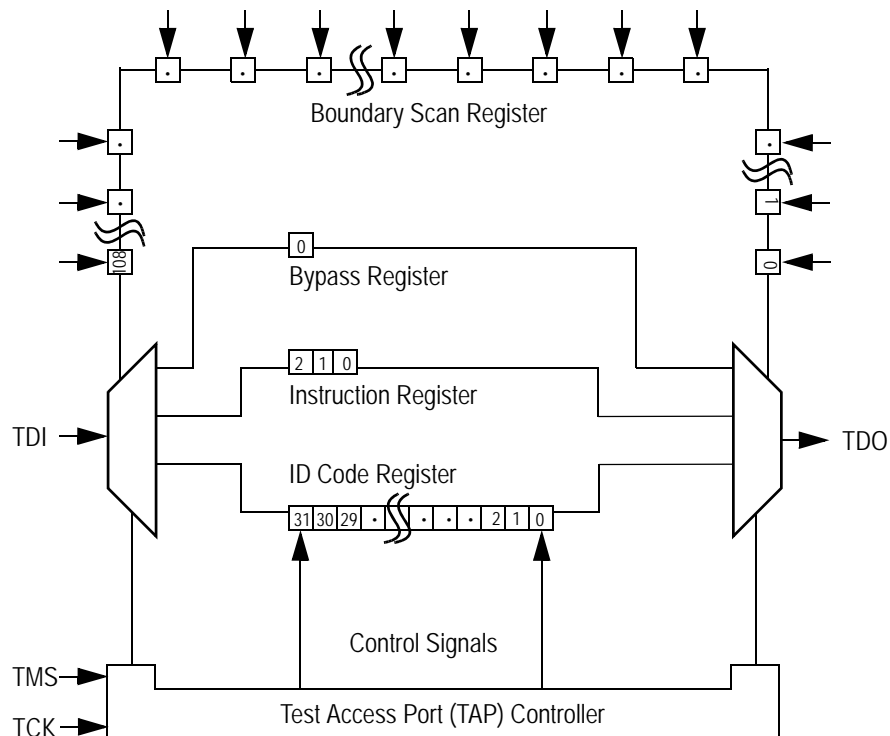 Boundary Scan Register
1
108
0
0
Bypass Register
2 1 0
Instruction Register
TDI
TDO
ID Code Register
31 30 29 . . . . . 2 1 0
Control Signals
TMS
Test Access Port (TAP) Controller
TCK